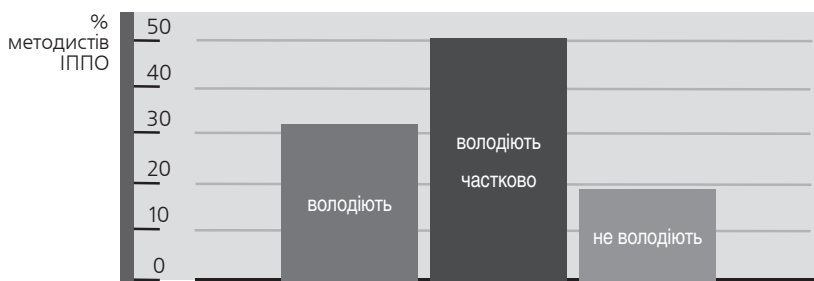 %
методистів
ІППО
50
40
30
20
10
0
володіють
володіють
частково
не володіють